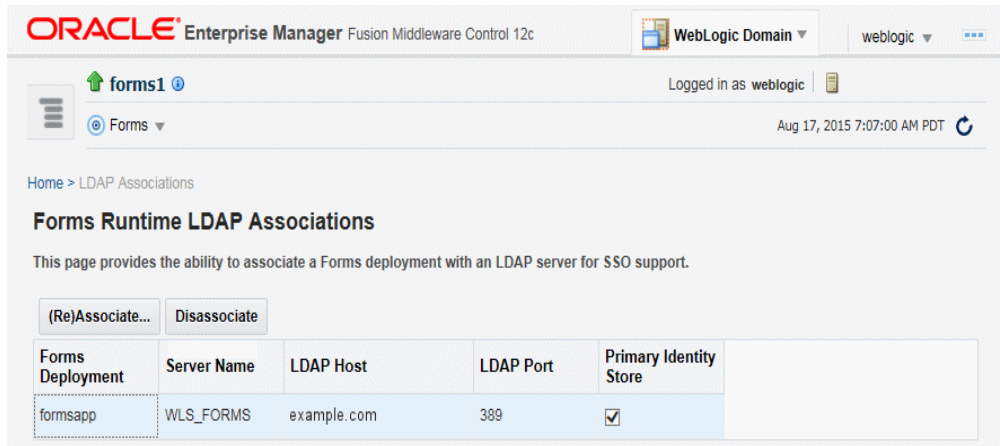 ORACLE Enterprise Manager Fusion Middleware Control 12c WebLogic Domain weblogic
forms1 Logged in as weblogic
Forms Aug 17, 2015 7:07:00 AM PDT
Home > LDAP Associations
Forms Runtime LDAP Associations
This page provides the ability to associate a Forms deployment with an LDAP server for SSO support.
(Re)Associate... Disassociate
Forms Deployment Server Name LDAP Host LDAP Port Primary Identity Store
formsapp WLS_FORMS example.com 389